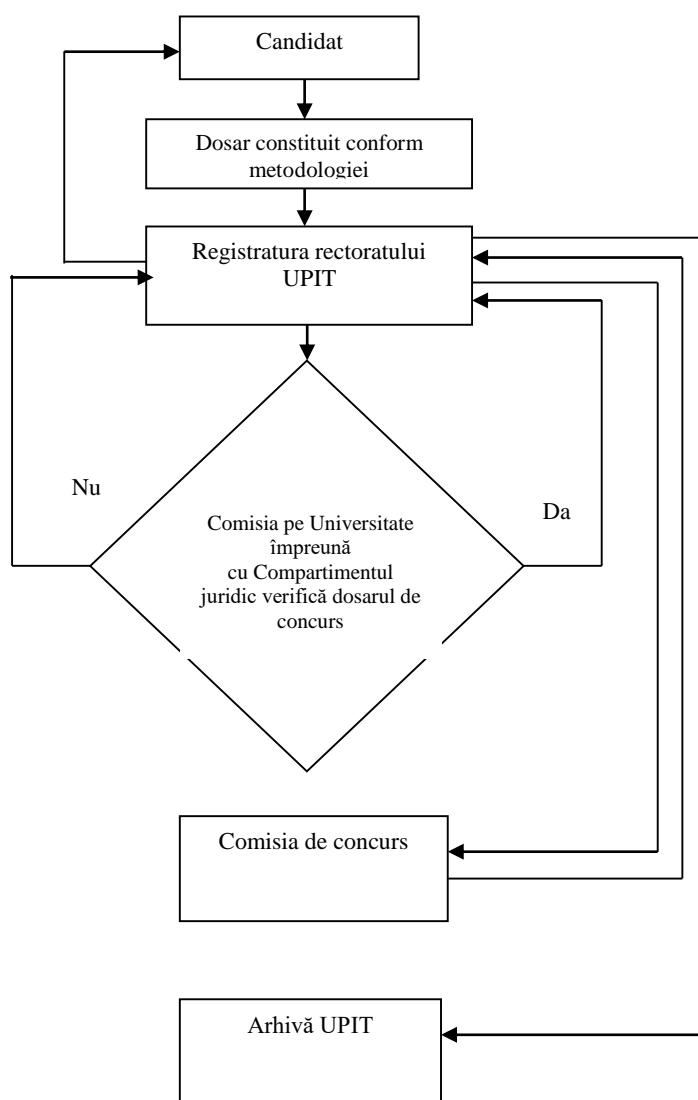 Candidat
Dosar constituit conform
metodologiei
Registratura rectoratului
UPIT
Nu
Da
Comisia pe Universitate
împreună
cu Compartimentul
juridic verifică dosarul de
concurs
Comisia de concurs
Arhivă UPIT